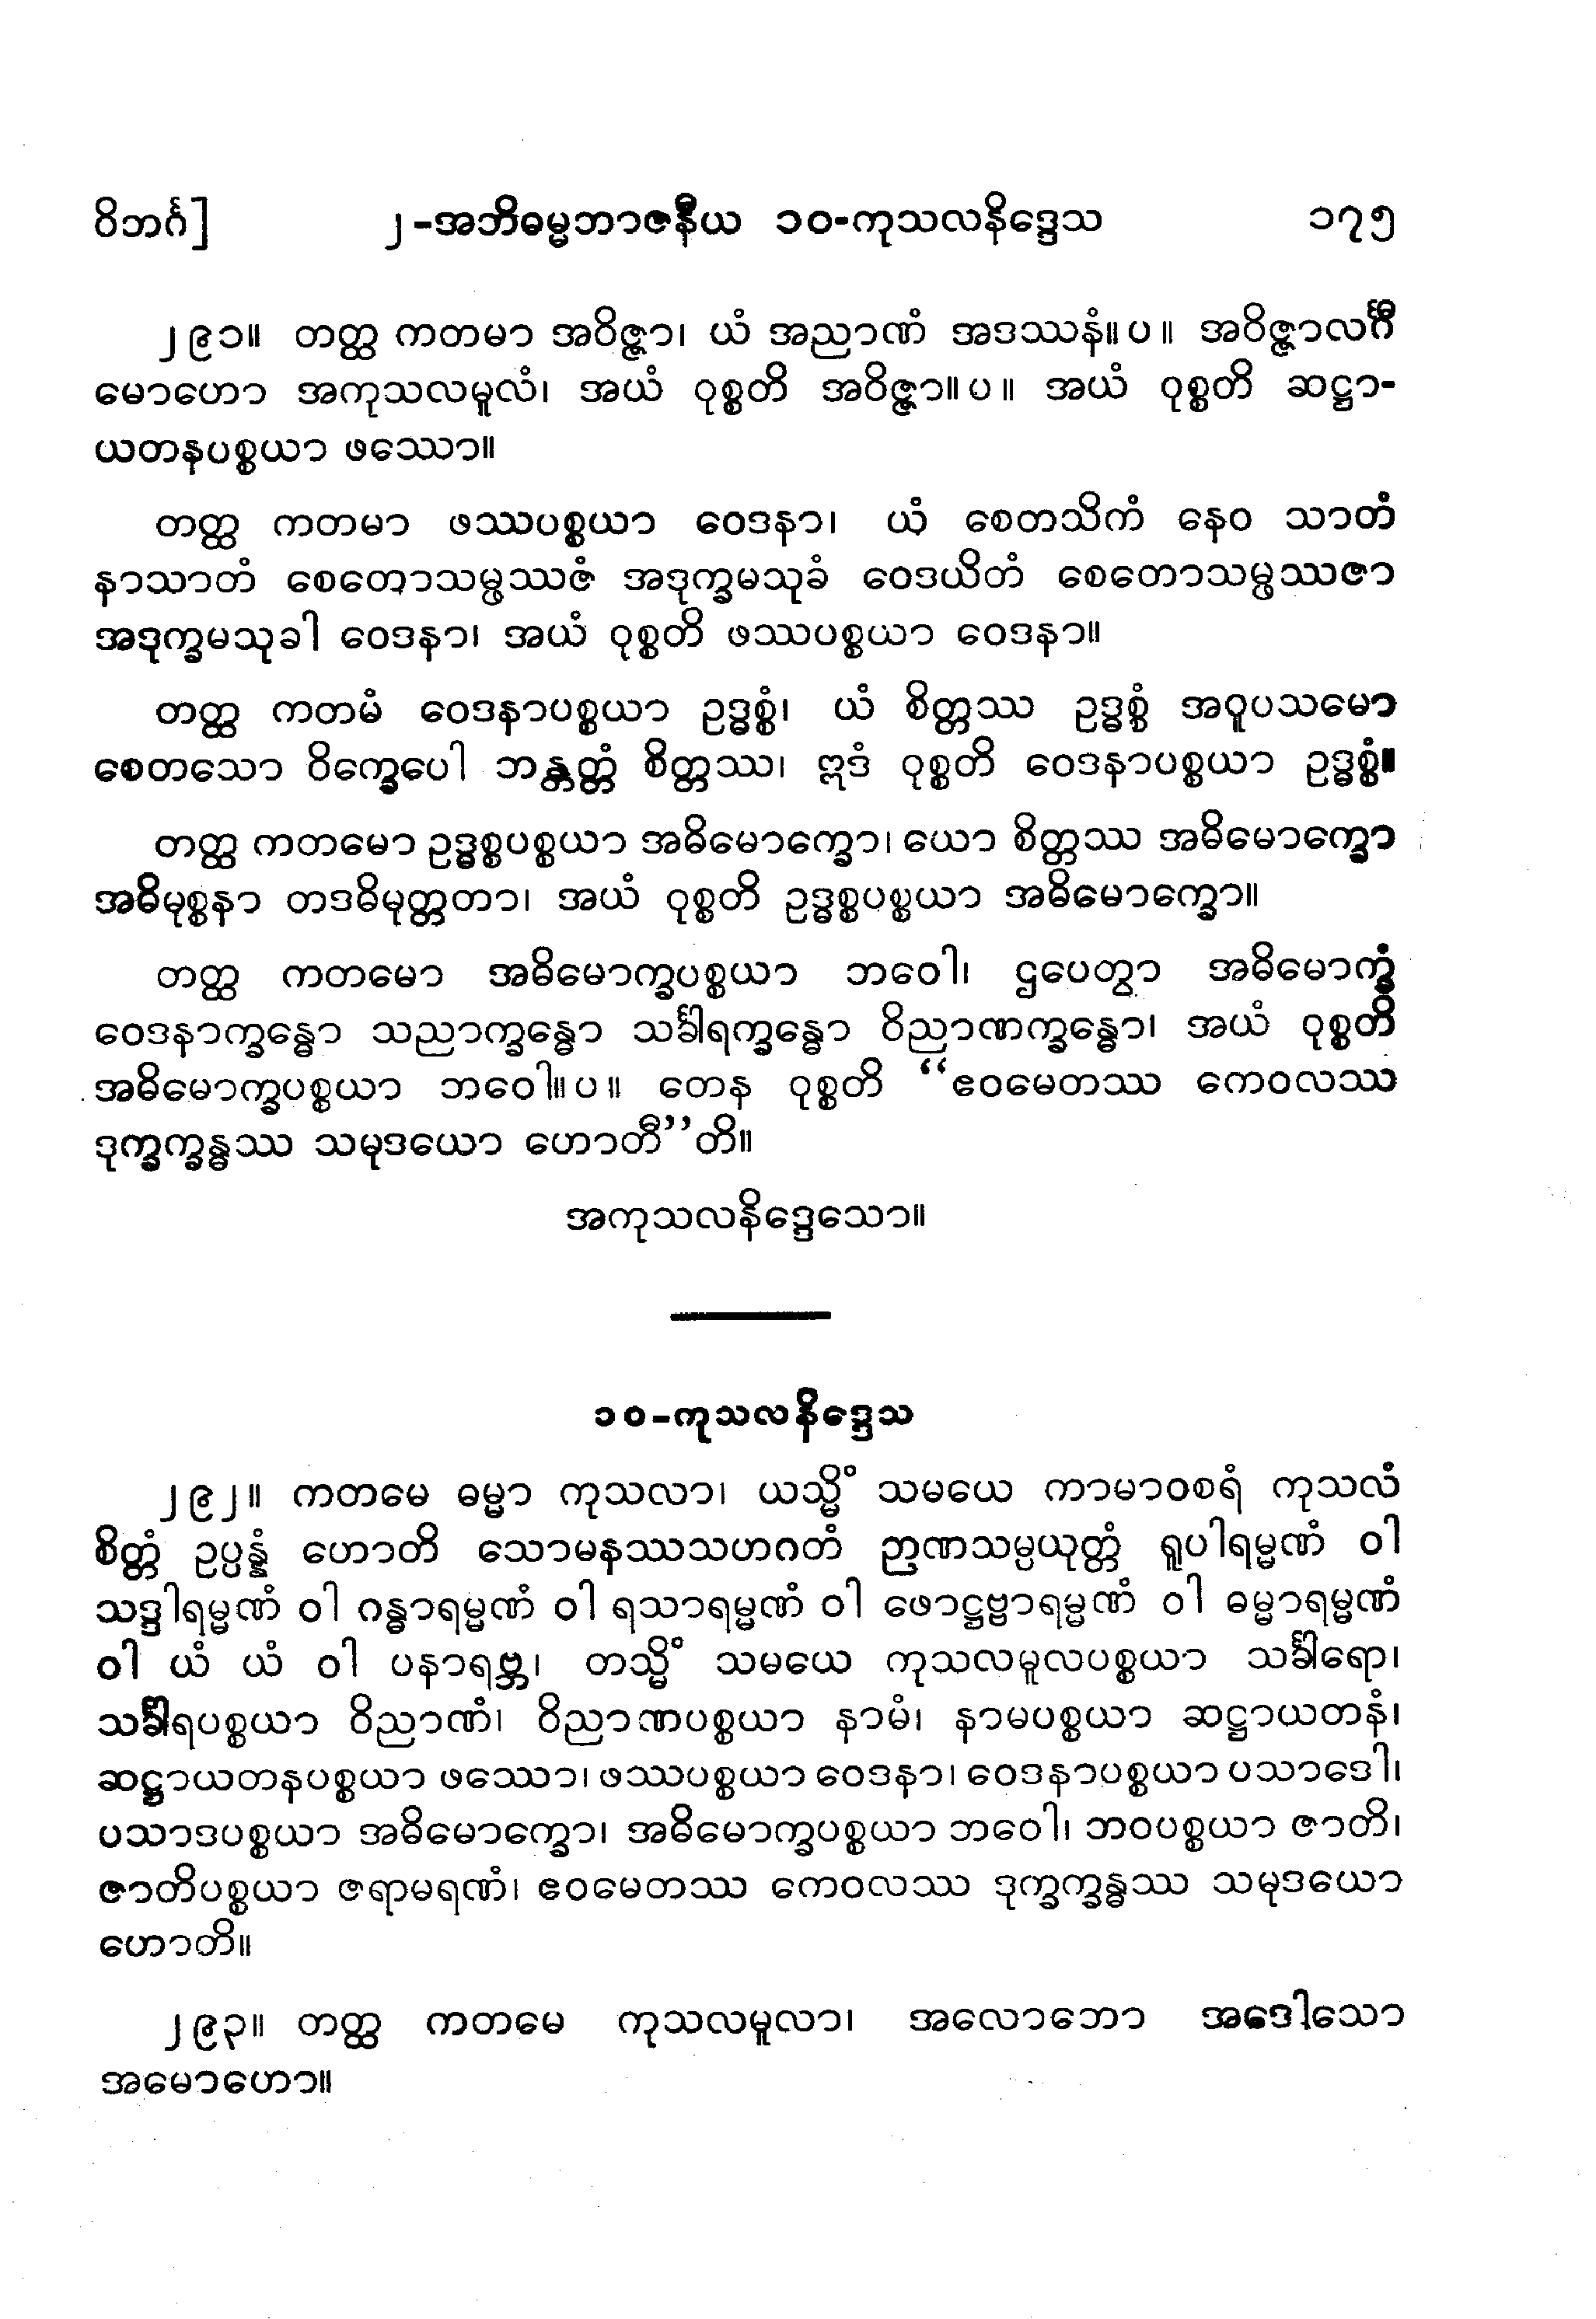 ဝိဘင်္ဂ] ၂-အဘိဓမ္မဘာဇနီယ ၁၀-ကုသလနိဒ္ဒေသ ၁၇၅
၂၉၁။ တတ္ထ ကတမာ အဝိဇ္ဇာ၊ ယံ အညာဏံ အဒဿနံ။ပ။ အဝိဇ္ဇာလင်္ဂီ
မောဟော အကုသလမူလံ၊ အယံ ဝုစ္စတိ အဝိဇ္ဇာ။ပ။ အယံ ဝုစ္စတိ ဆဋ္ဌာ-
ယတနပစ္စယာ ဖဿော။
တတ္ထ ကတမာ ဖဿပစ္စယာ ဝေဒနာ၊ ယံ စေတသိကံ နေဝ သာတံ
နာသာတံ စေတောသမ္ဖဿဇံ အဒုက္ခမသုခံ ဝေဒယိတံ စေတောသမ္ဖဿဇာ
အဒုက္ခမသုခါ ဝေဒနာ၊ အယံ ဝုစ္စတိ ဖဿပစ္စယာ ဝေဒနာ။
တတ္ထ ကတမံ ဝေဒနာပစ္စယာ ဥဒ္ဓစ္စံ၊ ယံ စိတ္တဿ ဥဒ္ဓစ္စံ အဝူပသမော
စေတသော ဝိက္ခေပေါ ဘန္တတ္တံ စိတ္တဿ၊ ဣဒံ ဝုစ္စတိ ဝေဒနာပစ္စယာ ဥဒ္ဓစ္စံ။
တတ္ထ ကတမော ဥဒ္ဓစ္စပစ္စယာ အဓိမောက္ခော၊ ယော စိတ္တဿ အဓိမောက္ခော
အဓိမုစ္စနာ တဒဓိမုတ္တတာ၊ အယံ ဝုစ္စတိ ဥဒ္ဓစ္စပစ္စယာ အဓိမောက္ခော။
တတ္ထ ကတမော အဓိမောက္ခပစ္စယာ ဘဝေါ၊ ဌပေတွာ အဓိမောက္ခံ
ဝေဒနာက္ခန္ဓော သညာက္ခန္ဓော သင်္ခါရက္ခန္ဓော ဝိညာဏက္ခန္ဓော၊ အယံ ဝုစ္စတိ
အဓိမောက္ခပစ္စယာ ဘဝေါ။ပ။ တေန ဝုစ္စတိ “ဧဝမေတဿ ကေဝလဿ
ဒုက္ခက္ခန္ဓဿ သမုဒယော ဟောတီ”တိ။
အကုသလနိဒ္ဒေသော။
၁၀-ကုသလနိဒ္ဒေသ
၂၉၂။ ကတမေ ဓမ္မာ ကုသလာ၊ ယသ္မိံ သမယေ ကာမာဝစရံ ကုသလံ
စိတ္တံ ဥပ္ပန္နံ ဟောတိ သောမနဿသဟဂတံ ဉာဏသမ္ပယုတ္တံ ရူပါရမ္မဏံ ဝါ
သဒ္ဒါရမ္မဏံ ဝါ ဂန္ဓာရမ္မဏံ ဝါ ရသာရမ္မဏံ ဝါ ဖောဋ္ဌဗ္ဗာရမ္မဏံ ဝါ ဓမ္မာရမ္မဏံ
ဝါ ယံ ယံ ဝါ ပနာရဗ္ဘ၊ တသ္မိံ သမယေ ကုသလမူလပစ္စယာ သင်္ခါရော၊
သင်္ခါရပစ္စယာ ဝိညာဏံ၊ ဝိညာဏပစ္စယာ နာမံ၊ နာမပစ္စယာ ဆဋ္ဌာယတနံ၊
ဆဋ္ဌာယတနပစ္စယာ ဖဿော၊ ဖဿပစ္စယာ ဝေဒနာ၊ ဝေဒနာပစ္စယာ ပသာဒေါ၊
ပသာဒပစ္စယာ အဓိမောက္ခော၊ အဓိမောက္ခပစ္စယာ ဘဝေါ၊ ဘဝပစ္စယာ ဇာတိ၊
ဇာတိပစ္စယာ ဇရာမရဏံ၊ ဧဝမေတဿ ကေဝလဿ ဒုက္ခက္ခန္ဓဿ သမုဒယော
ဟောတိ။
၂၉၃။ တတ္ထ ကတမေ ကုသလမူလာ၊ အလောဘော အဒေါသော
အမောဟော။